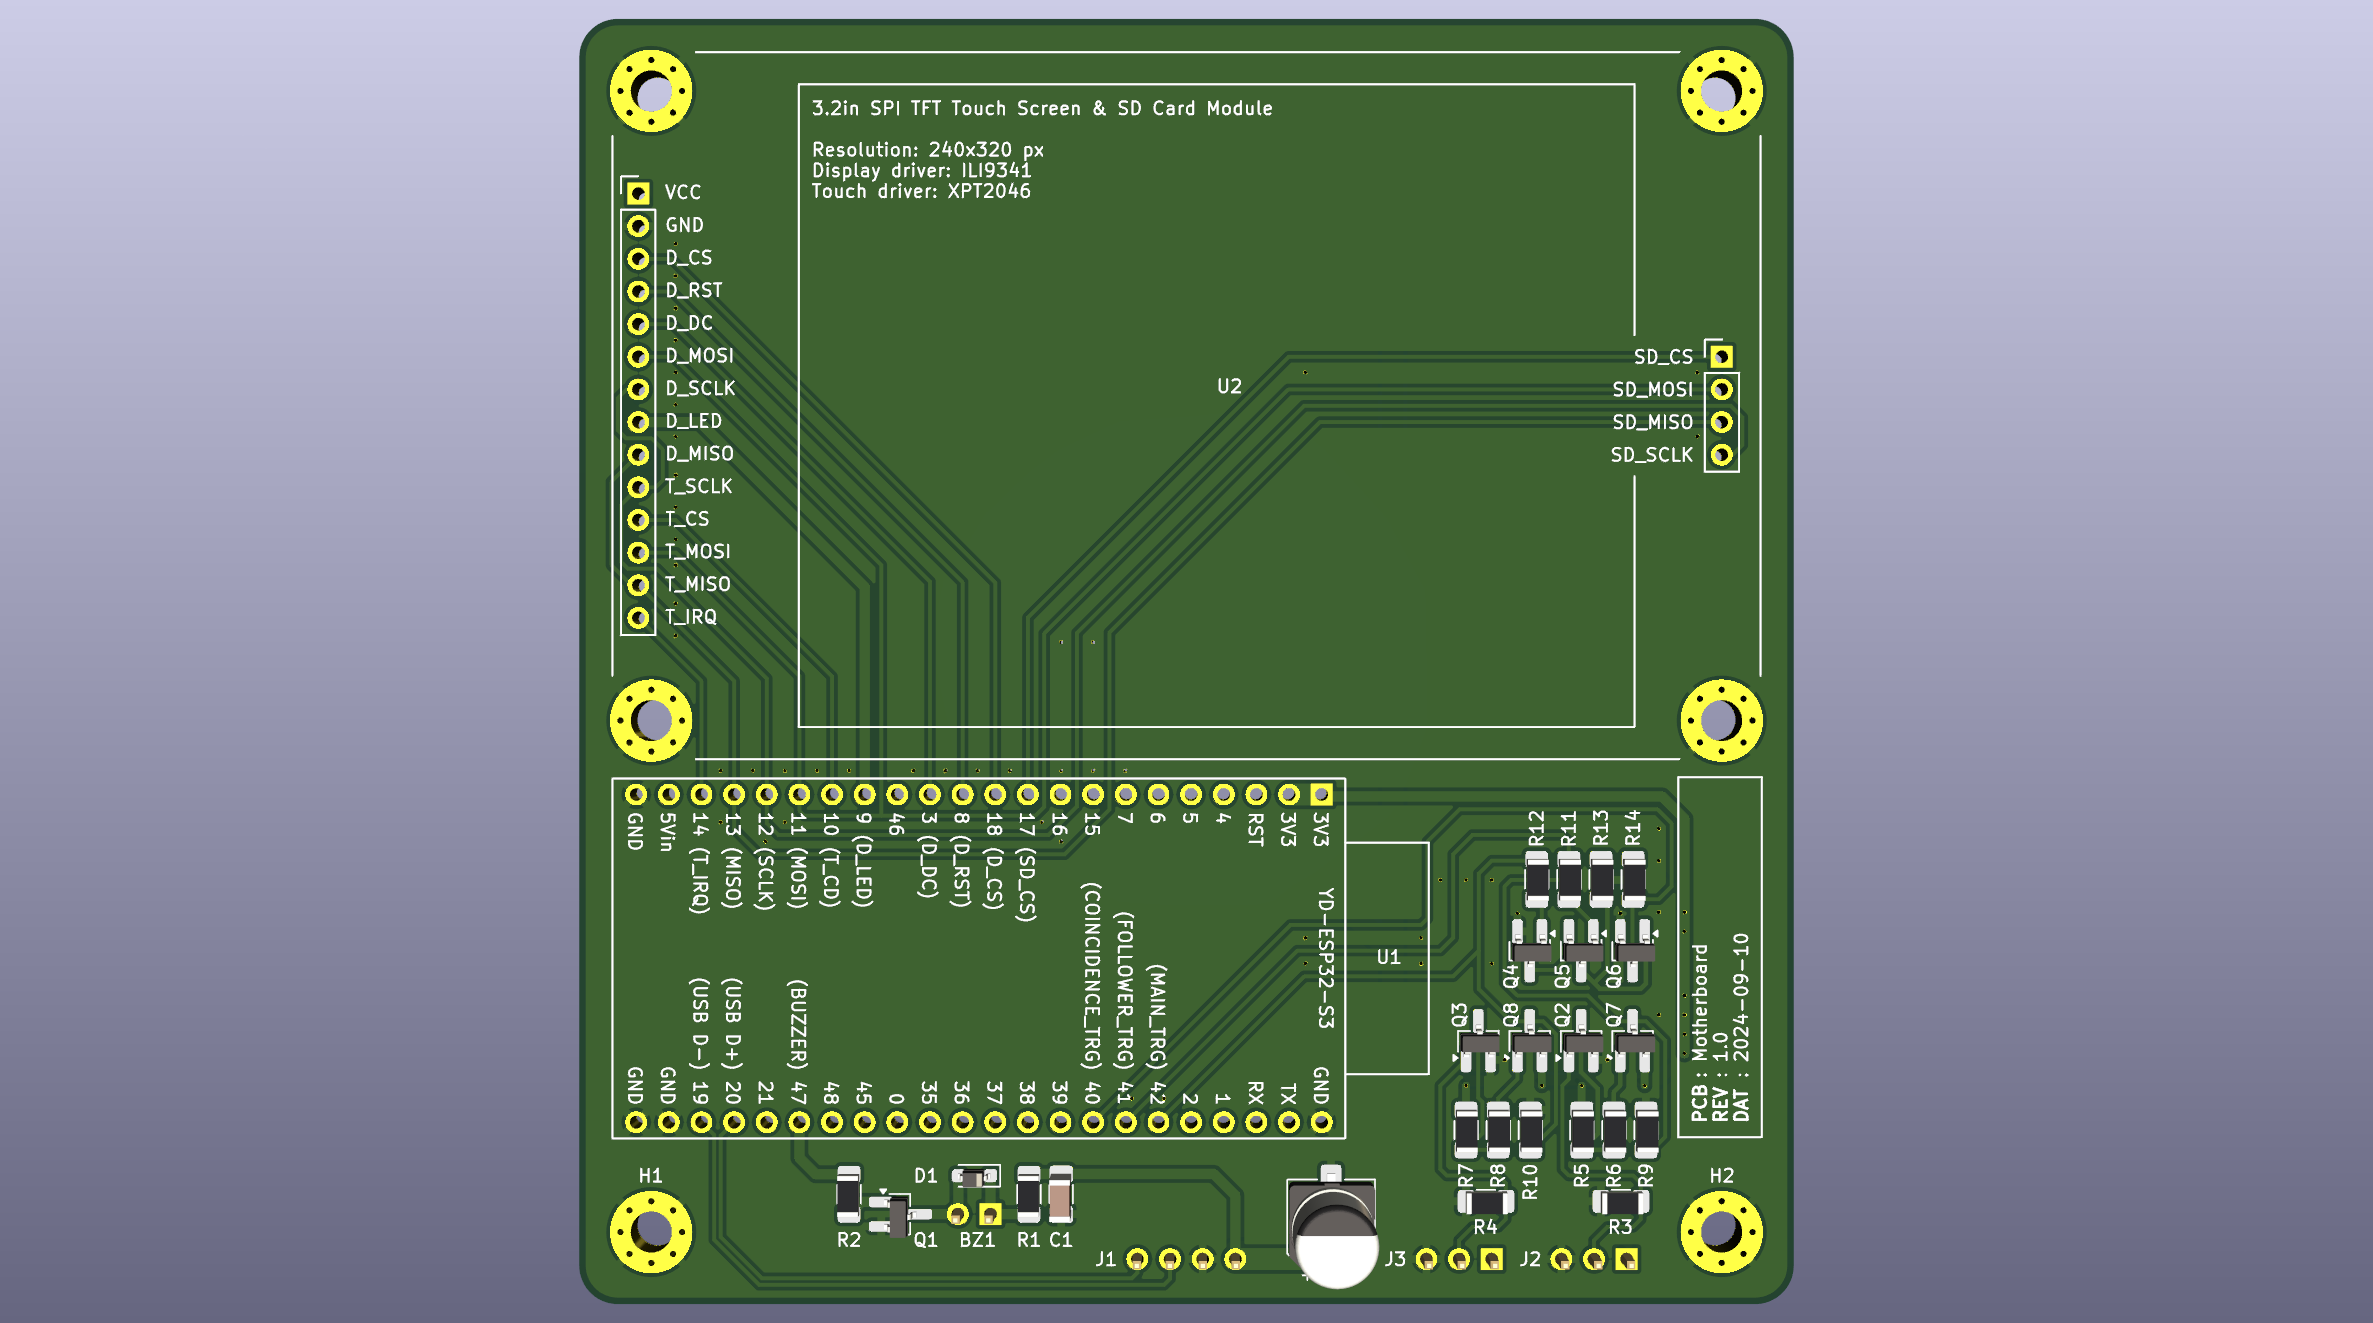 3.2in SPI TFT Touch Screen & SD Card Module
Resolution: 240x320 px
Display driver: ILI9341
Touch driver: XPT2046
VCC
GND
D_CS
D_RST
D_DC
D_MOSI
D_SCLK
D_LED
D_MISO
T_SCLK
T_CS
T_MOSI
T_MISO
T_IRQ
U2
SD_CS
SD_MOSI
SD_MISO
SD_SCLK
GND
5Vin
14 (T_IRQ)
13 (MISO)
12 (SCLK)
11 (MOSI)
10 (T_CD)
9 (D_LED)
46
3 (D_DC)
8 (D_RST)
18 (D_CS)
17 (SD_CS)
16
15
7
6
5
4
RST
3V3
3V3
YD-ESP32-S3
U1
GND
GND
(USB D-) 19
(USB D+) 20
21
(BUZZER) 47
48
45
0
35
36
37
38
39
(COINCIDENCE_TRG) 40
(FOLLOWER_TRG) 41
(MAIN_TRG) 42
2
1
RX
TX
GND
R12
R11
R13
R14
Q4
Q5
Q6
Q3
Q8
Q2
Q7
R7
R8
R10
R5
R6
R9
R4
R3
PCB : Motherboard
REV : 1.0
DAT : 2024-09-10
H1
H2
D1
R2
Q1
BZ1
R1
C1
J1
+
J3
J2